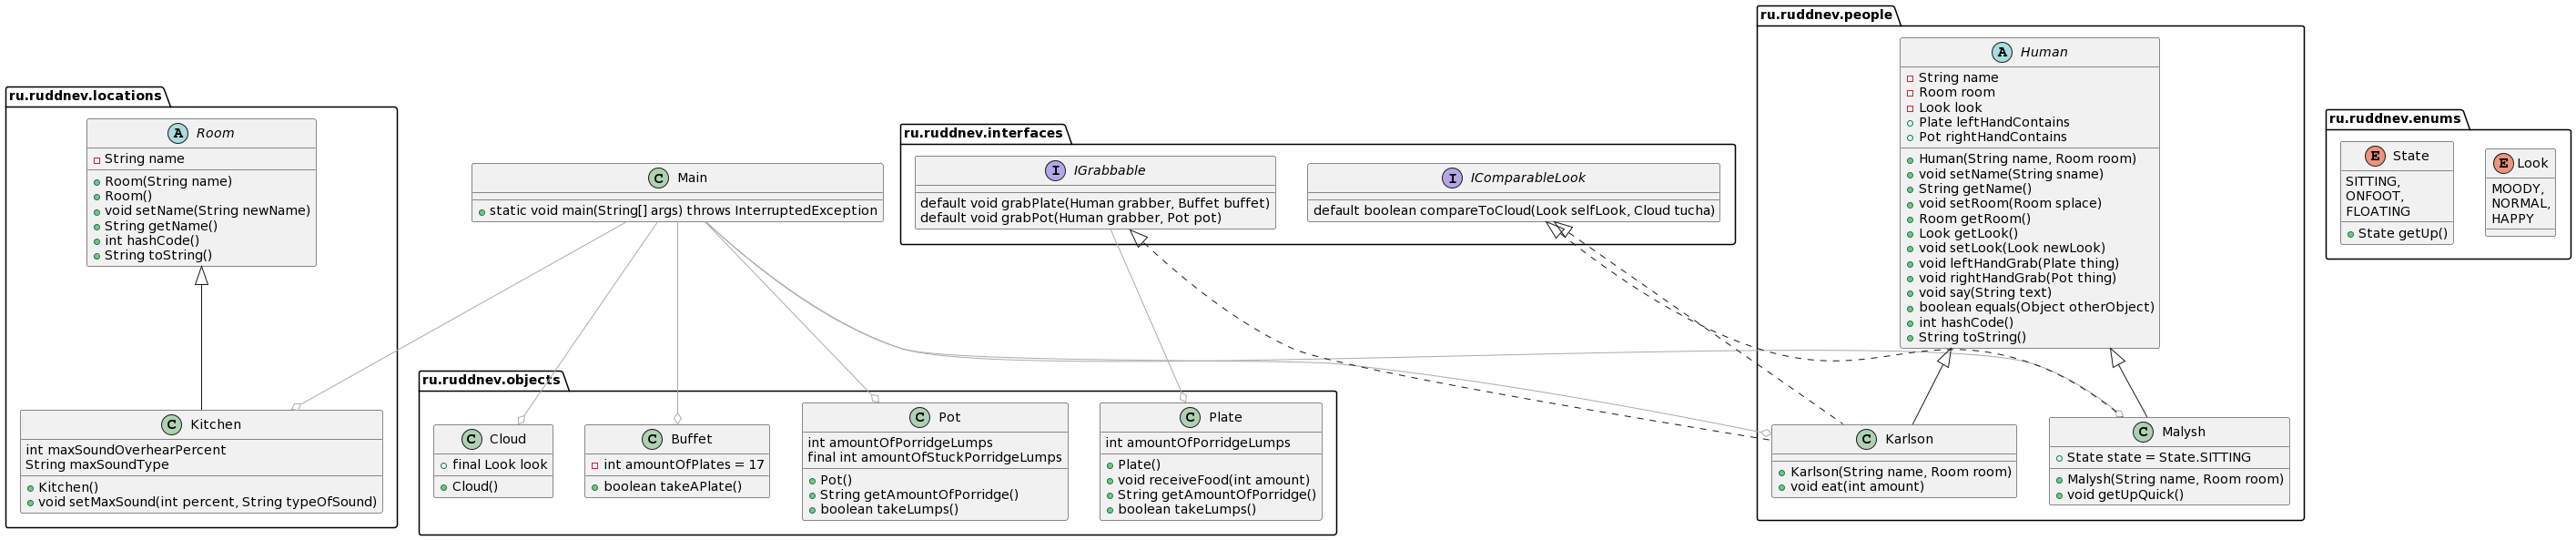 ru.ruddnev.locations
A Room
String name
Room(String name)
Room()
void setName(String newName)
String getName()
int hashCode()
String toString()
C Kitchen
int maxSoundOverhearPercent
String maxSoundType
Kitchen()
void setMaxSound(int percent, String typeOfSound)
C Main
static void main(String[] args) throws InterruptedException
ru.ruddnev.objects
C Cloud
final Look look
Cloud()
C Buffet
int amountOfPlates = 17
boolean takeAPlate()
C Pot
int amountOfPorridgeLumps
final int amountOfStuckPorridgeLumps
Pot()
String getAmountOfPorridge()
boolean takeLumps()
C Plate
int amountOfPorridgeLumps
Plate()
void receiveFood(int amount)
String getAmountOfPorridge()
boolean takeLumps()
ru.ruddnev.interfaces
I IGrabbable
default void grabPlate(Human grabber, Buffet buffet)
default void grabPot(Human grabber, Pot pot)
I IComparableLook
default boolean compareToCloud(Look selfLook, Cloud tucha)
ru.ruddnev.people
A Human
String name
Room room
Look look
Plate leftHandContains
Pot rightHandContains
Human(String name, Room room)
void setName(String sname)
String getName()
void setRoom(Room splace)
Room getRoom()
Look getLook()
void setLook(Look newLook)
void leftHandGrab(Plate thing)
void rightHandGrab(Pot thing)
void say(String text)
boolean equals(Object otherObject)
int hashCode()
String toString()
C Karlson
Karlson(String name, Room room)
void eat(int amount)
C Malysh
State state = State.SITTING
Malysh(String name, Room room)
void getUpQuick()
ru.ruddnev.enums
E State
SITTING,
ONFOOT,
FLOATING
State getUp()
E Look
MOODY,
NORMAL,
HAPPY